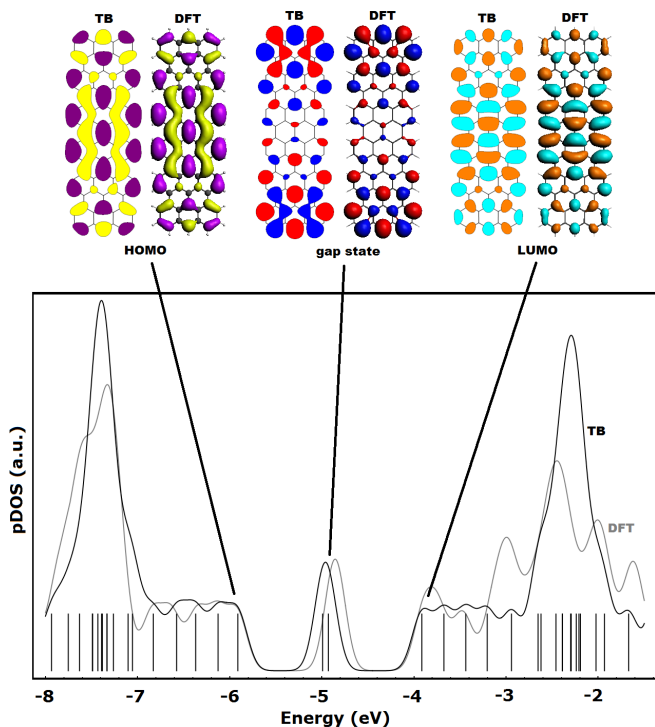 TB DFT TB DFT TB DFT
HOMO gap state LUMO
pDOS (a.u.)
TB
DFT
-8 -7 -6 -5 -4 -3 -2
Energy (eV)